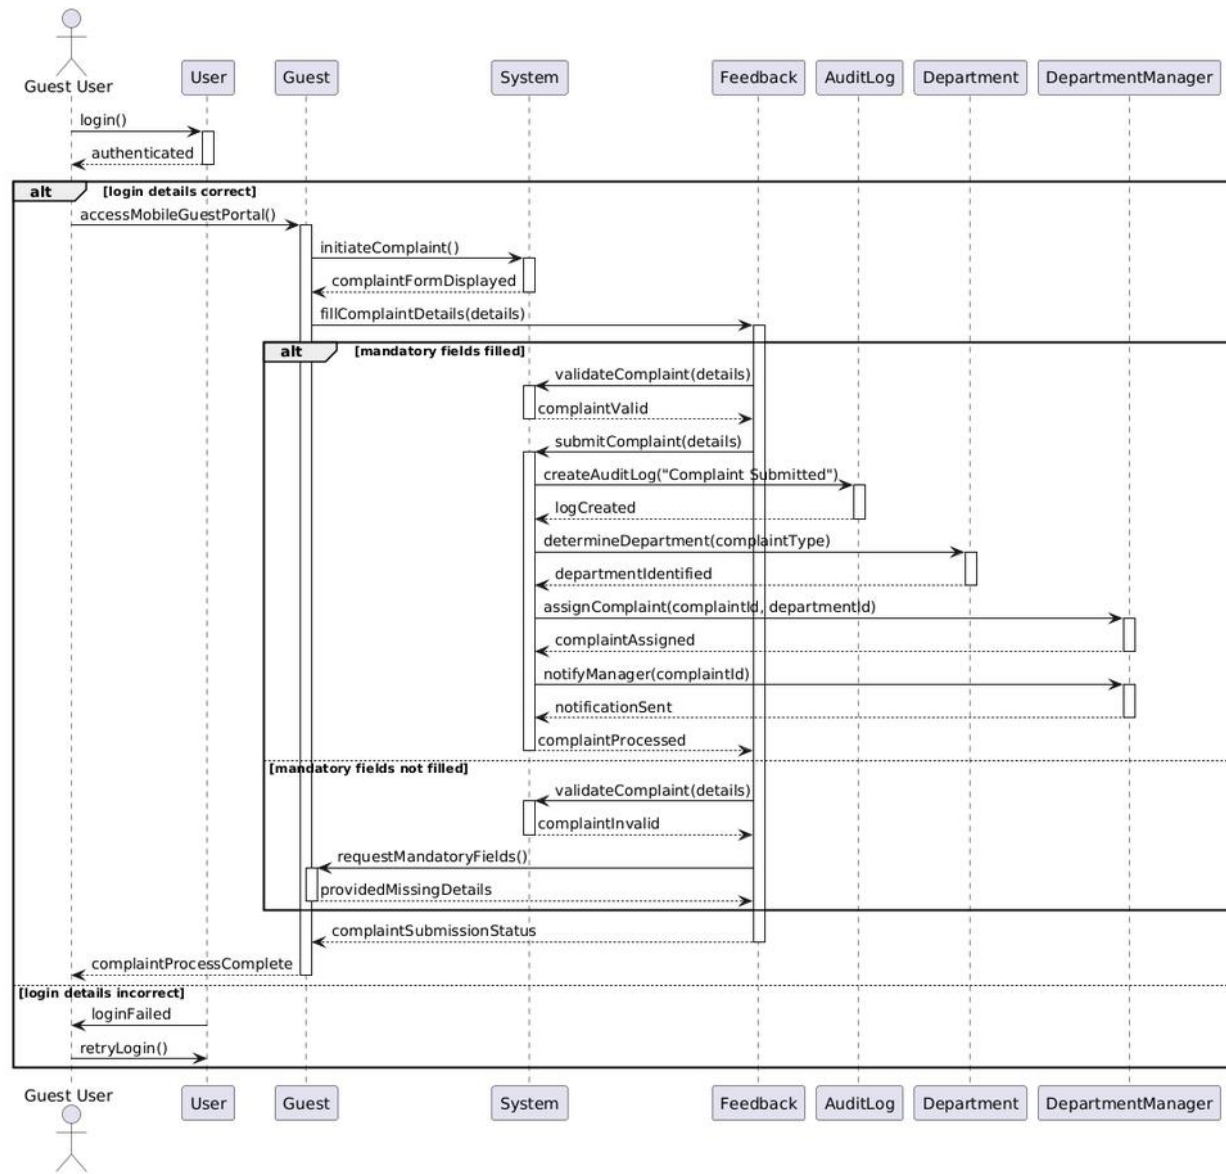 Guest User
User
Guest
System
Feedback
AuditLog
Department
DepartmentManager
login()
authenticated
alt
[login details correct]
accessMobileGuestPortal()
initiateComplaint()
complaintFormDisplayed
fillComplaintDetails(details)
alt
[mandatory fields filled]
validateComplaint(details)
complaintValid
submitComplaint(details)
createAuditLog("Complaint Submitted")
logCreated
determineDepartment(complaintType)
departmentIdentified
assignComplaint(complaintId, departmentId)
complaintAssigned
notifyManager(complaintId)
notificationSent
complaintProcessed
[mandatory fields not filled]
validateComplaint(details)
complaintInvalid
requestMandatoryFields()
providedMissingDetails
complaintSubmissionStatus
complaintProcessComplete
[login details incorrect]
loginFailed
retryLogin()
Guest User
User
Guest
System
Feedback
AuditLog
Department
DepartmentManager